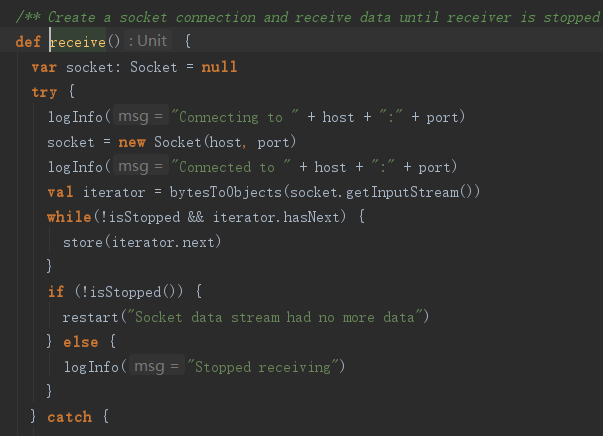 /** Create a socket connection and receive data until receiver is stopped
def receive() : Unit {
var socket: Socket = null
try {
logInfo( msg = "Connecting to " + host + ":" + port)
socket = new Socket(host, port)
logInfo( msg = "Connected to " + host + ":" + port)
val iterator = bytesToObjects(socket.getInputStream())
while(!isStopped && iterator.hasNext) {
store(iterator.next)
}
if (!isStopped()) {
restart("Socket data stream had no more data")
} else {
logInfo( msg = "Stopped receiving")
}
} catch {